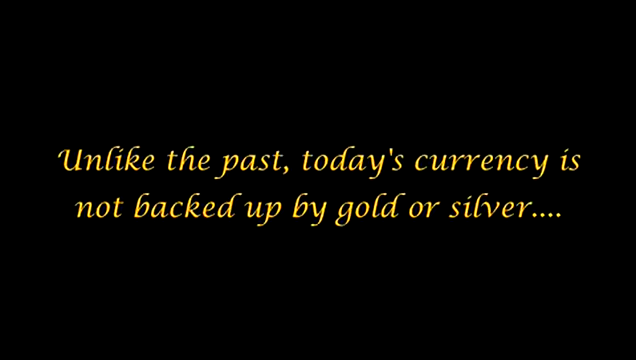 Unlike the past, today's currency is
not backed up by gold or silver....